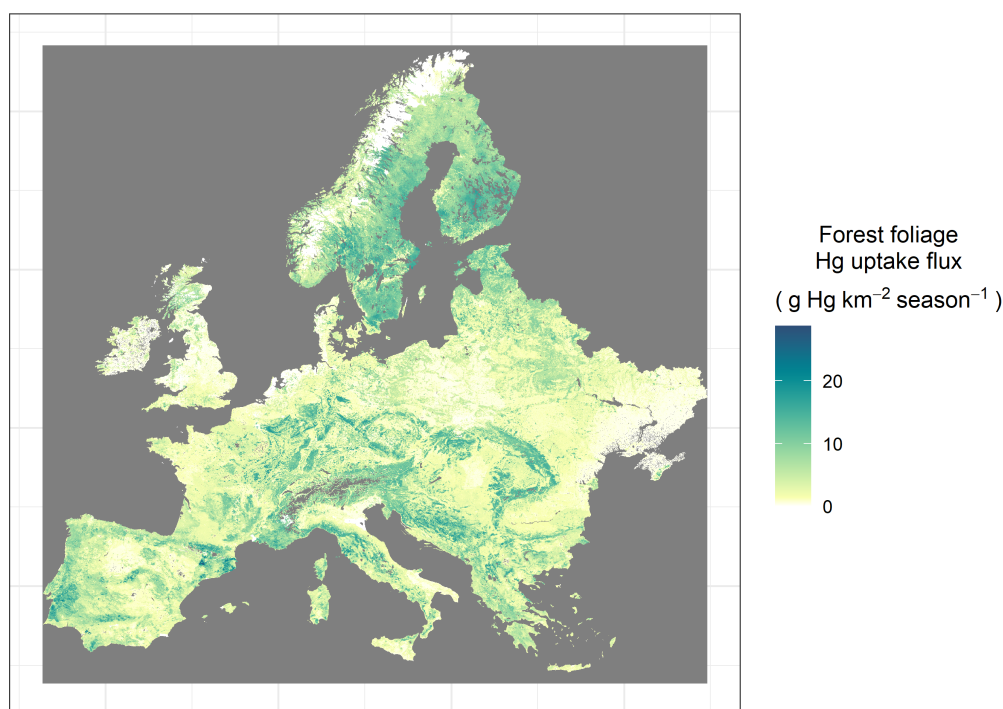 Forest foliage
Hg uptake flux
( g Hg km⁻² season⁻¹ )
20
10
0